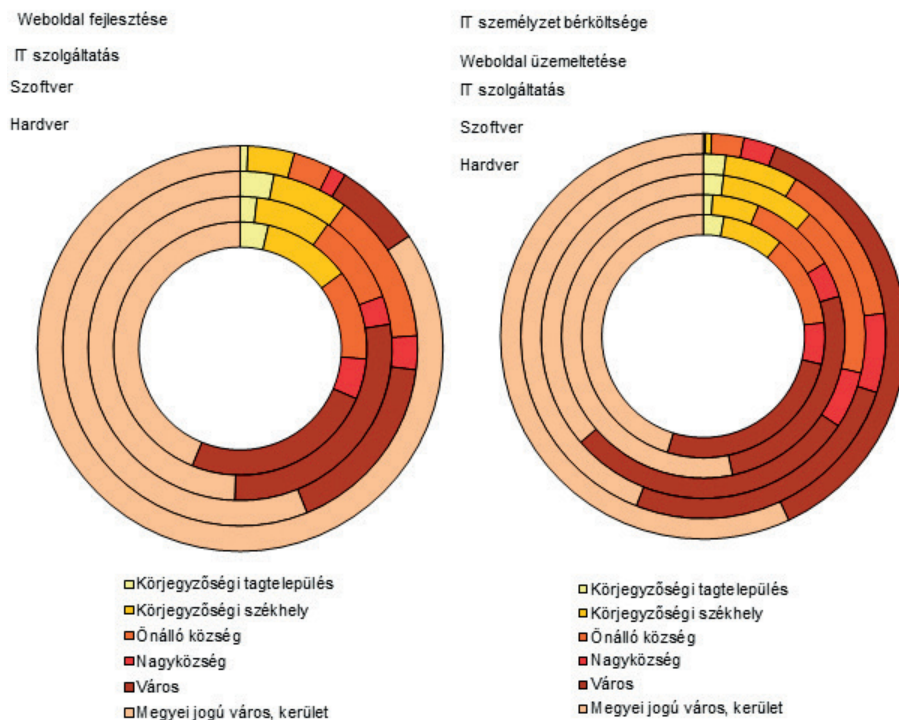 Weboldal fejlesztése
IT szolgáltatás
Szoftver
Hardver
Körjegyzőségi tagtelepülés
Körjegyzőségi székhely
Önálló község
Nagyközség
Város
Megyei jogú város, kerület
IT személyzet bérköltsége
Weboldal üzemeltetése
IT szolgáltatás
Szoftver
Hardver
Körjegyzőségi tagtelepülés
Körjegyzőségi székhely
Önálló község
Nagyközség
Város
Megyei jogú város, kerület